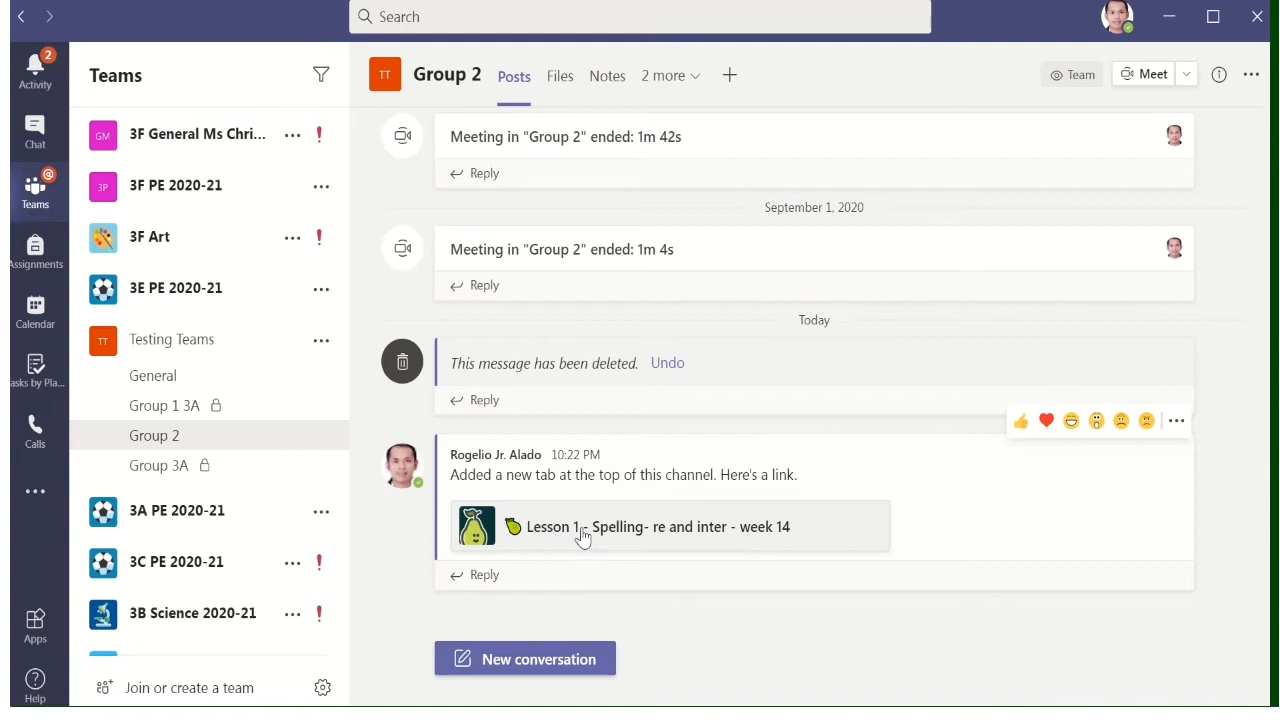 Search
Activity
2
Chat
Teams
@
Assignments
Calendar
asks by Pla...
Calls
Apps
Help
Teams
GM 3F General Ms Chri... !
3P 3F PE 2020-21
3F Art !
3E PE 2020-21
TT Testing Teams
General
Group 1 3A
Group 2
Group 3A
3A PE 2020-21
3C PE 2020-21 !
3B Science 2020-21 !
Join or create a team
TT Group 2 Posts Files Notes 2 more Team Meet
Meeting in "Group 2" ended: 1m 42s
Reply
September 1, 2020
Meeting in "Group 2" ended: 1m 4s
Reply
Today
This message has been deleted. Undo
Reply
Rogelio Jr. Alado 10:22 PM
Added a new tab at the top of this channel. Here's a link.
Lesson 1 - Spelling- re and inter - week 14
Reply
New conversation